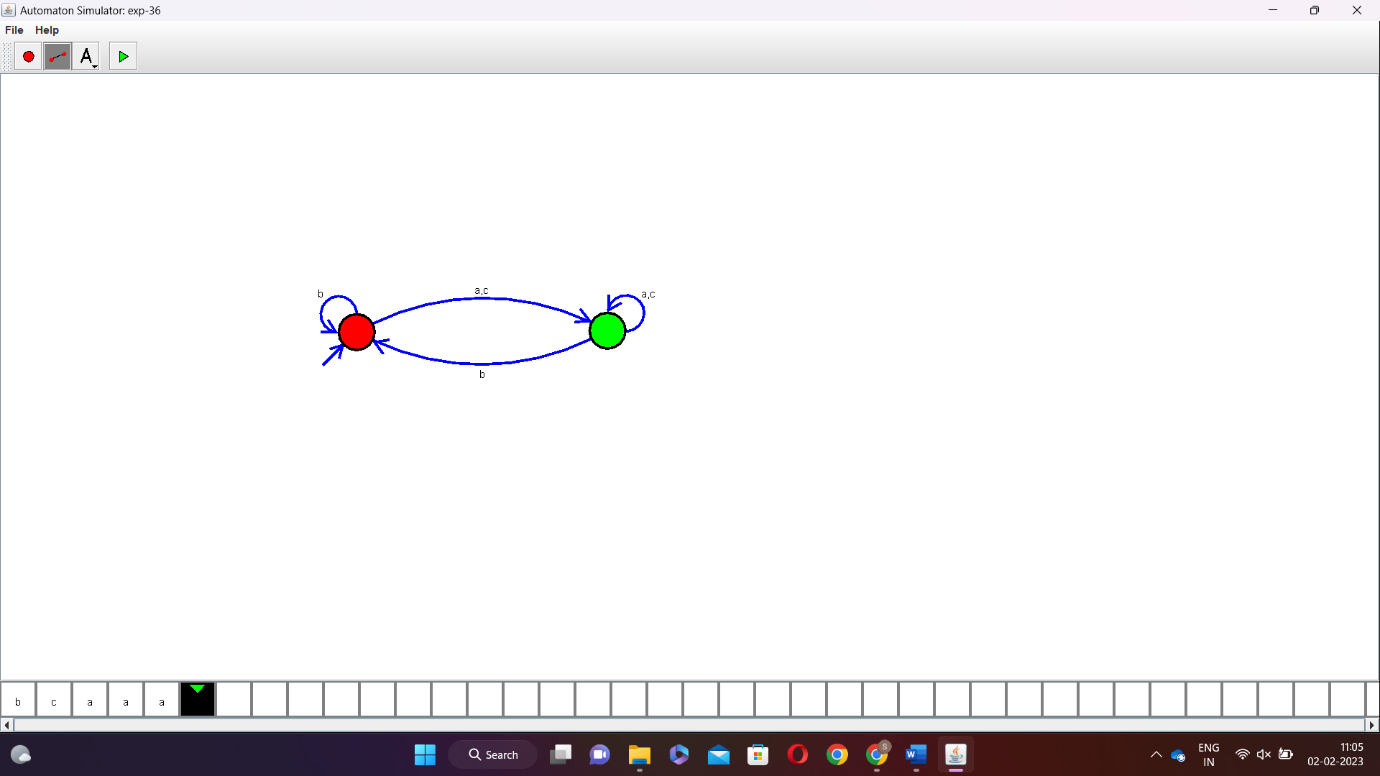 Automaton Simulator: exp-36
File Help
A
b
a,c
a,c
b
b c a a a
Search
ENG
IN
11:05
02-02-2023